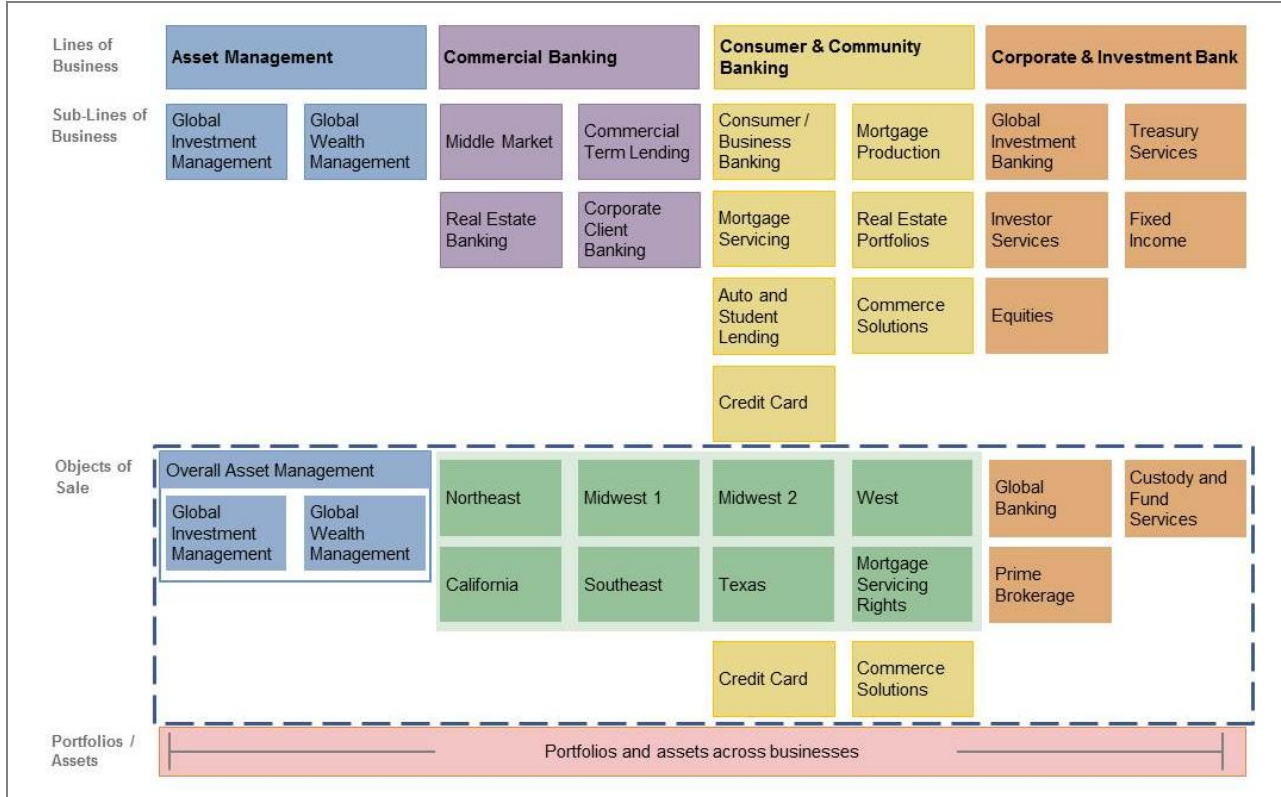 Lines of
Business
Asset Management
Commercial Banking
Consumer & Community
Banking
Corporate & Investment Bank
Sub-Lines of
Business
Global
Investment
Management
Global
Wealth
Management
Middle Market
Commercial
Term Lending
Consumer /
Business
Banking
Mortgage
Production
Global
Investment
Banking
Treasury
Services
Real Estate
Banking
Corporate
Client
Banking
Mortgage
Servicing
Real Estate
Portfolios
Investor
Services
Fixed
Income
Auto and
Student
Lending
Commerce
Solutions
Equities
Credit Card
Objects of
Sale
Overall Asset Management
Global
Investment
Management
Global
Wealth
Management
Northeast
Midwest 1
Midwest 2
West
Global
Banking
Custody and
Fund
Services
California
Southeast
Texas
Mortgage
Servicing
Rights
Prime
Brokerage
Credit Card
Commerce
Solutions
Portfolios /
Assets
Portfolios and assets across businesses